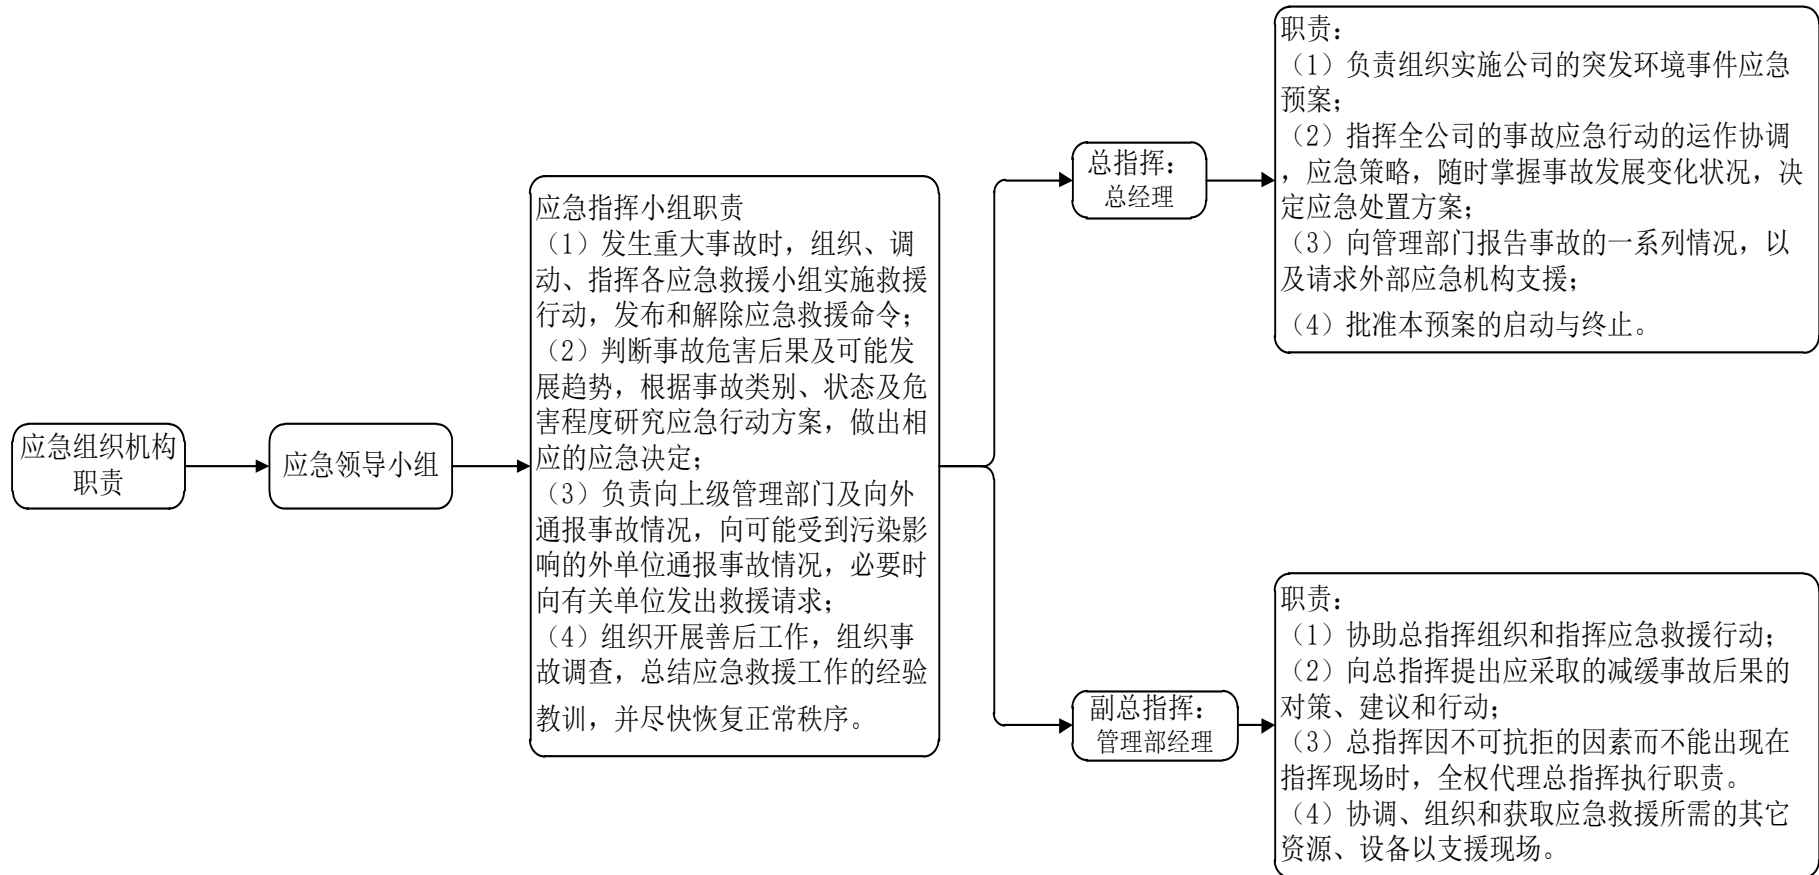 应急组织机构
职责
应急领导小组
应急指挥小组职责
（1）发生重大事故时，组织、调
动、指挥各应急救援小组实施救援
行动，发布和解除应急救援命令；
（2）判断事故危害后果及可能发
展趋势，根据事故类别、状态及危
害程度研究应急行动方案，做出相
应的应急决定；
（3）负责向上级管理部门及向外
通报事故情况，向可能受到污染影
响的外单位通报事故情况，必要时
向有关单位发出救援请求；
（4）组织开展善后工作，组织事
故调查，总结应急救援工作的经验
教训，并尽快恢复正常秩序。
总指挥：
总经理
职责：
（1）负责组织实施公司的突发环境事件应急
预案；
（2）指挥全公司的事故应急行动的运作协调
，应急策略，随时掌握事故发展变化状况，决
定应急处置方案；
（3）向管理部门报告事故的一系列情况，以
及请求外部应急机构支援；
（4）批准本预案的启动与终止。
副总指挥：
管理部经理
职责：
（1）协助总指挥组织和指挥应急救援行动；
（2）向总指挥提出应采取的减缓事故后果的
对策、建议和行动；
（3）总指挥因不可抗拒的因素而不能出现在
指挥现场时，全权代理总指挥执行职责。
（4）协调、组织和获取应急救援所需的其它
资源、设备以支援现场。